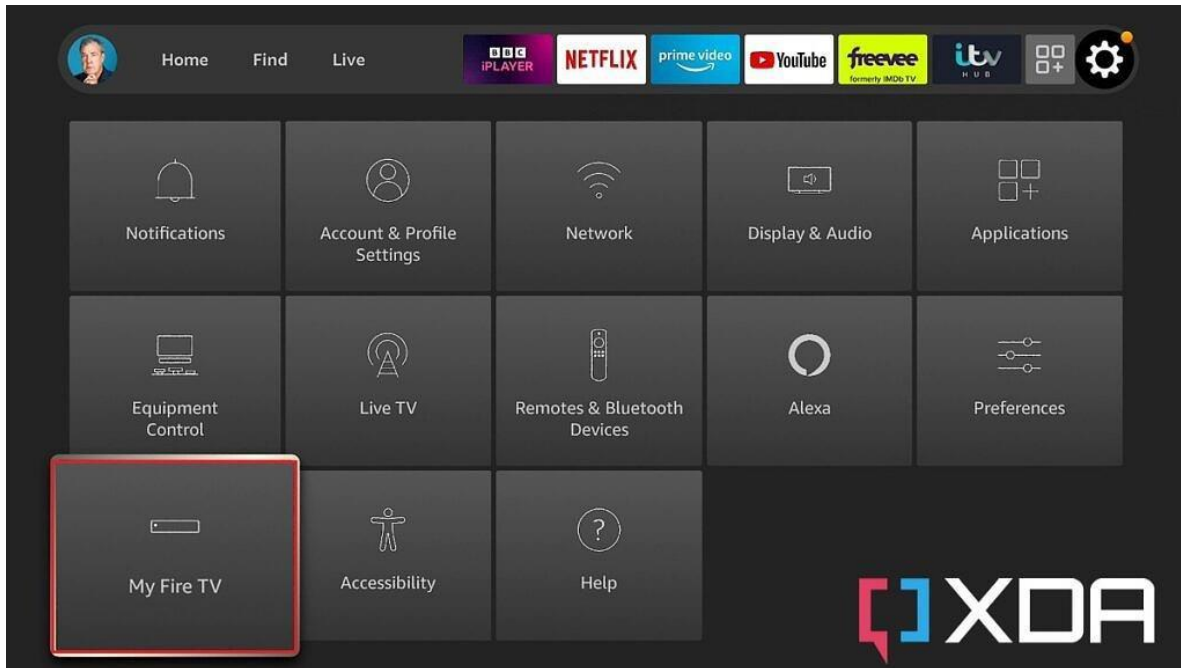 Home Find Live BBC iPLAYER NETFLIX prime video YouTube freevee formerly IMDb TV itv HUB
Notifications
Account & Profile
Settings
Network
Display & Audio
Applications
Equipment
Control
Live TV
Remotes & Bluetooth
Devices
Alexa
Preferences
My Fire TV
Accessibility
?
Help
XDA